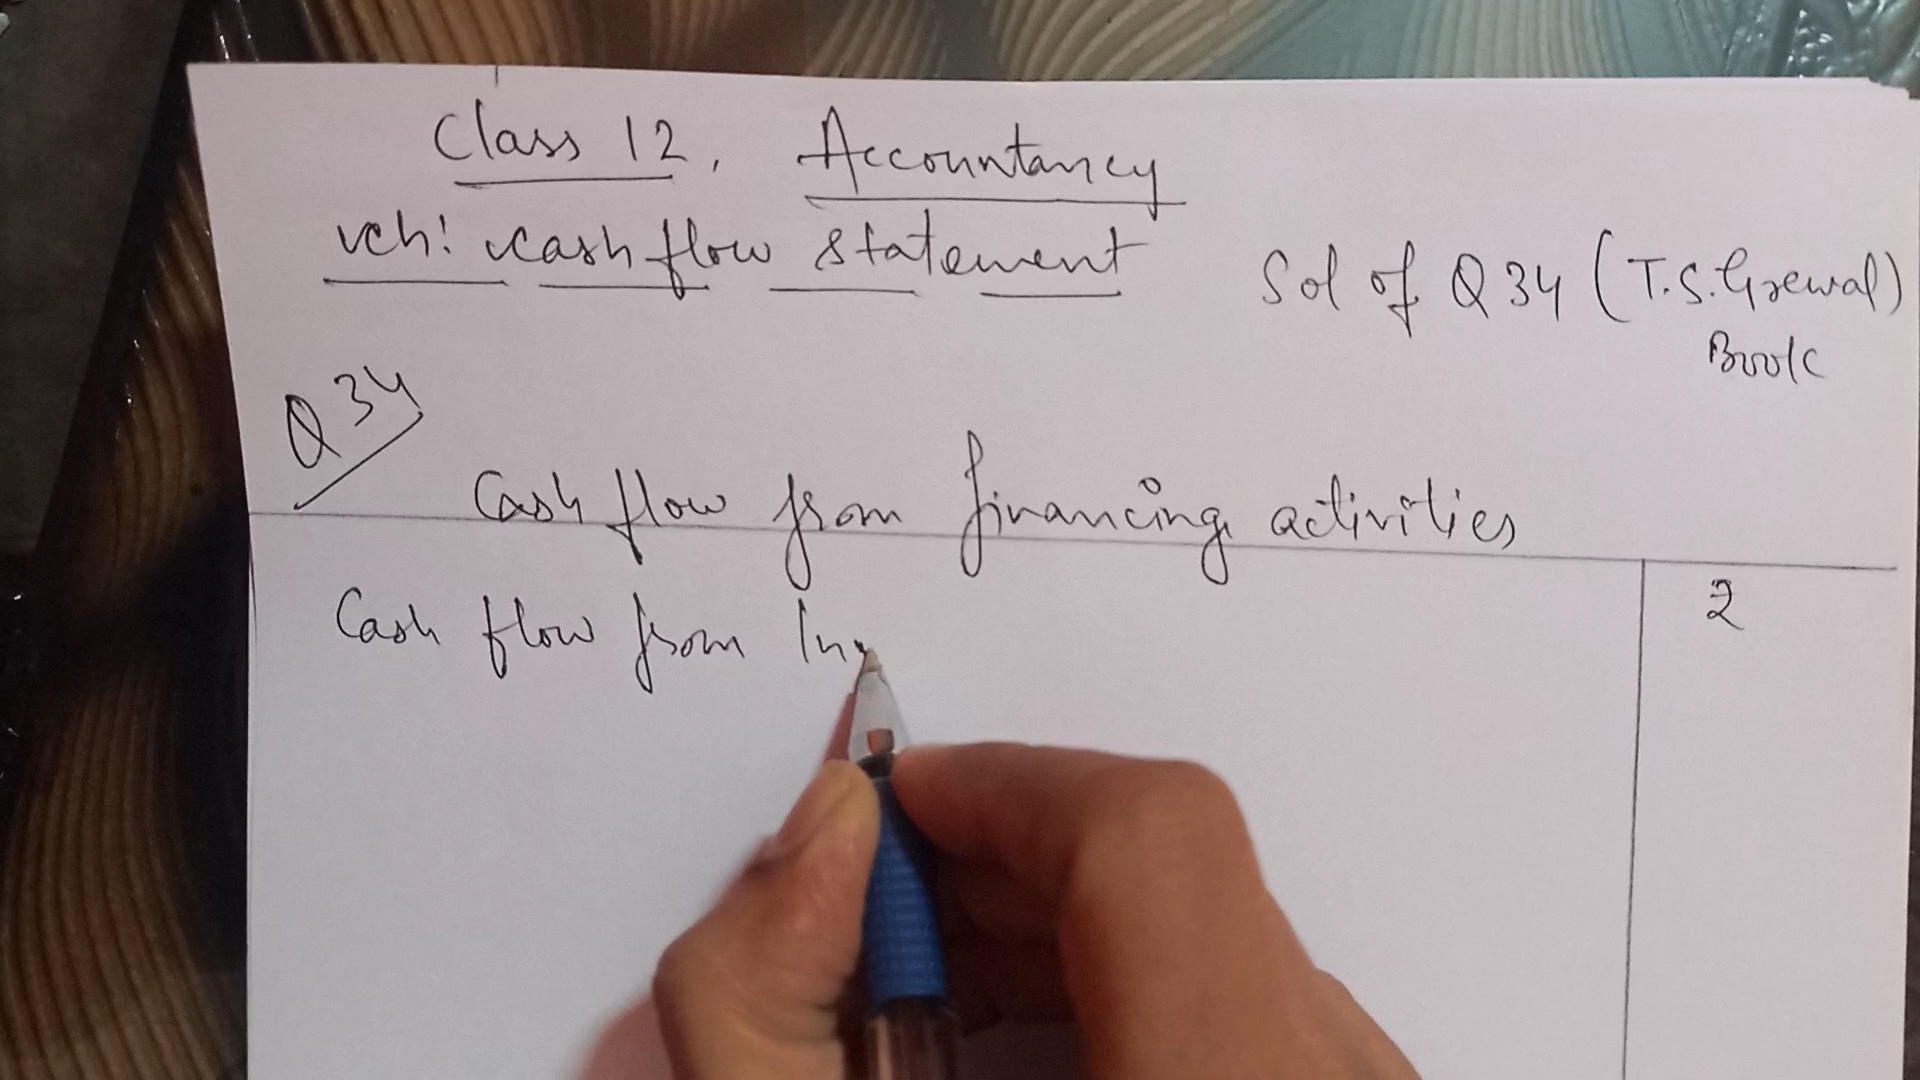 Class 12, Accountancy
ch: Cash flow statement
Sol of Q 34 (T.S. Grewal)
Book
Q 34
Cash flow from financing activities
₹
Cash flow from Inv